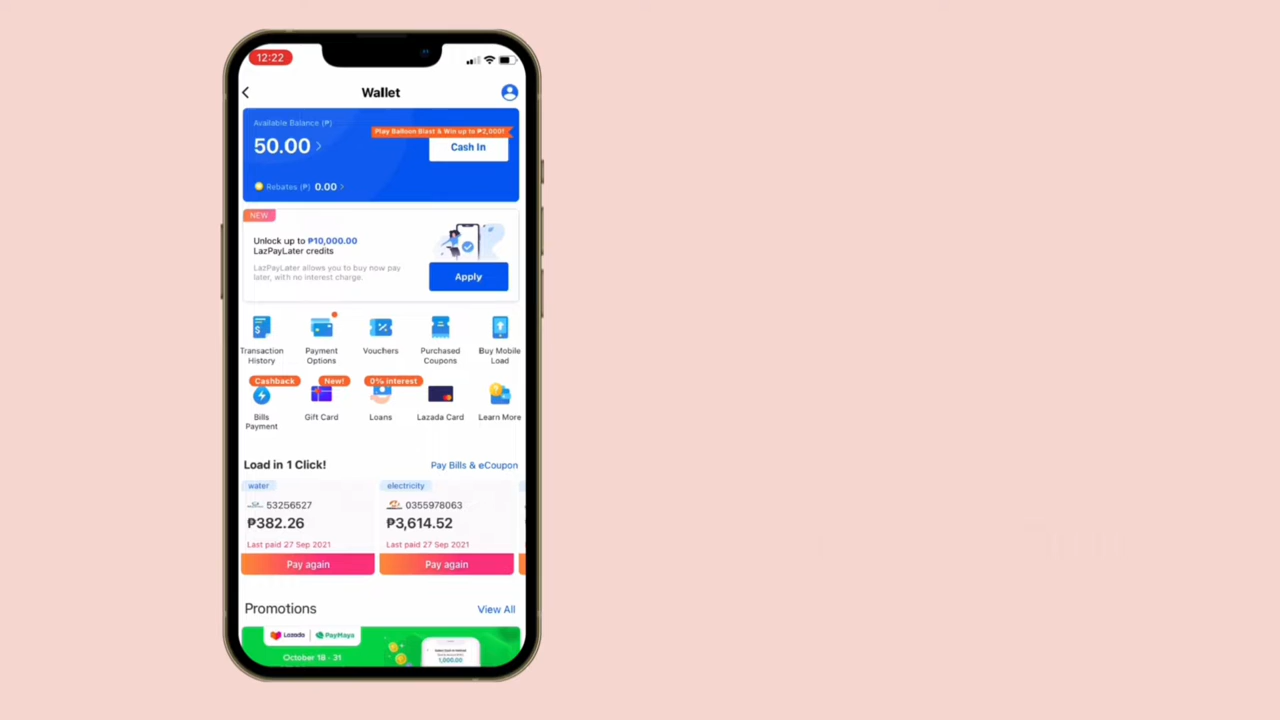 12:22
Wallet
Available Balance (₱)
Play Balloon Blast & Win up to ₱2,000!
50.00 >
Cash In
Rebates (₱) 0.00 >
NEW
Unlock up to ₱10,000.00
LazPayLater credits
LazPayLater allows you to buy now pay
later, with no interest charge.
Apply
Transaction
History
Payment
Options
Vouchers
Purchased
Coupons
Buy Mobile
Load
Cashback
New!
0% interest
Bills
Payment
Gift Card
Loans
Lazada Card
Learn More
Load in 1 Click!
Pay Bills & eCoupon
water
53256527
₱382.26
Last paid 27 Sep 2021
Pay again
electricity
0355978063
₱3,614.52
Last paid 27 Sep 2021
Pay again
Promotions
View All
Lazada | PayMaya
October 18 - 31
1,000.00